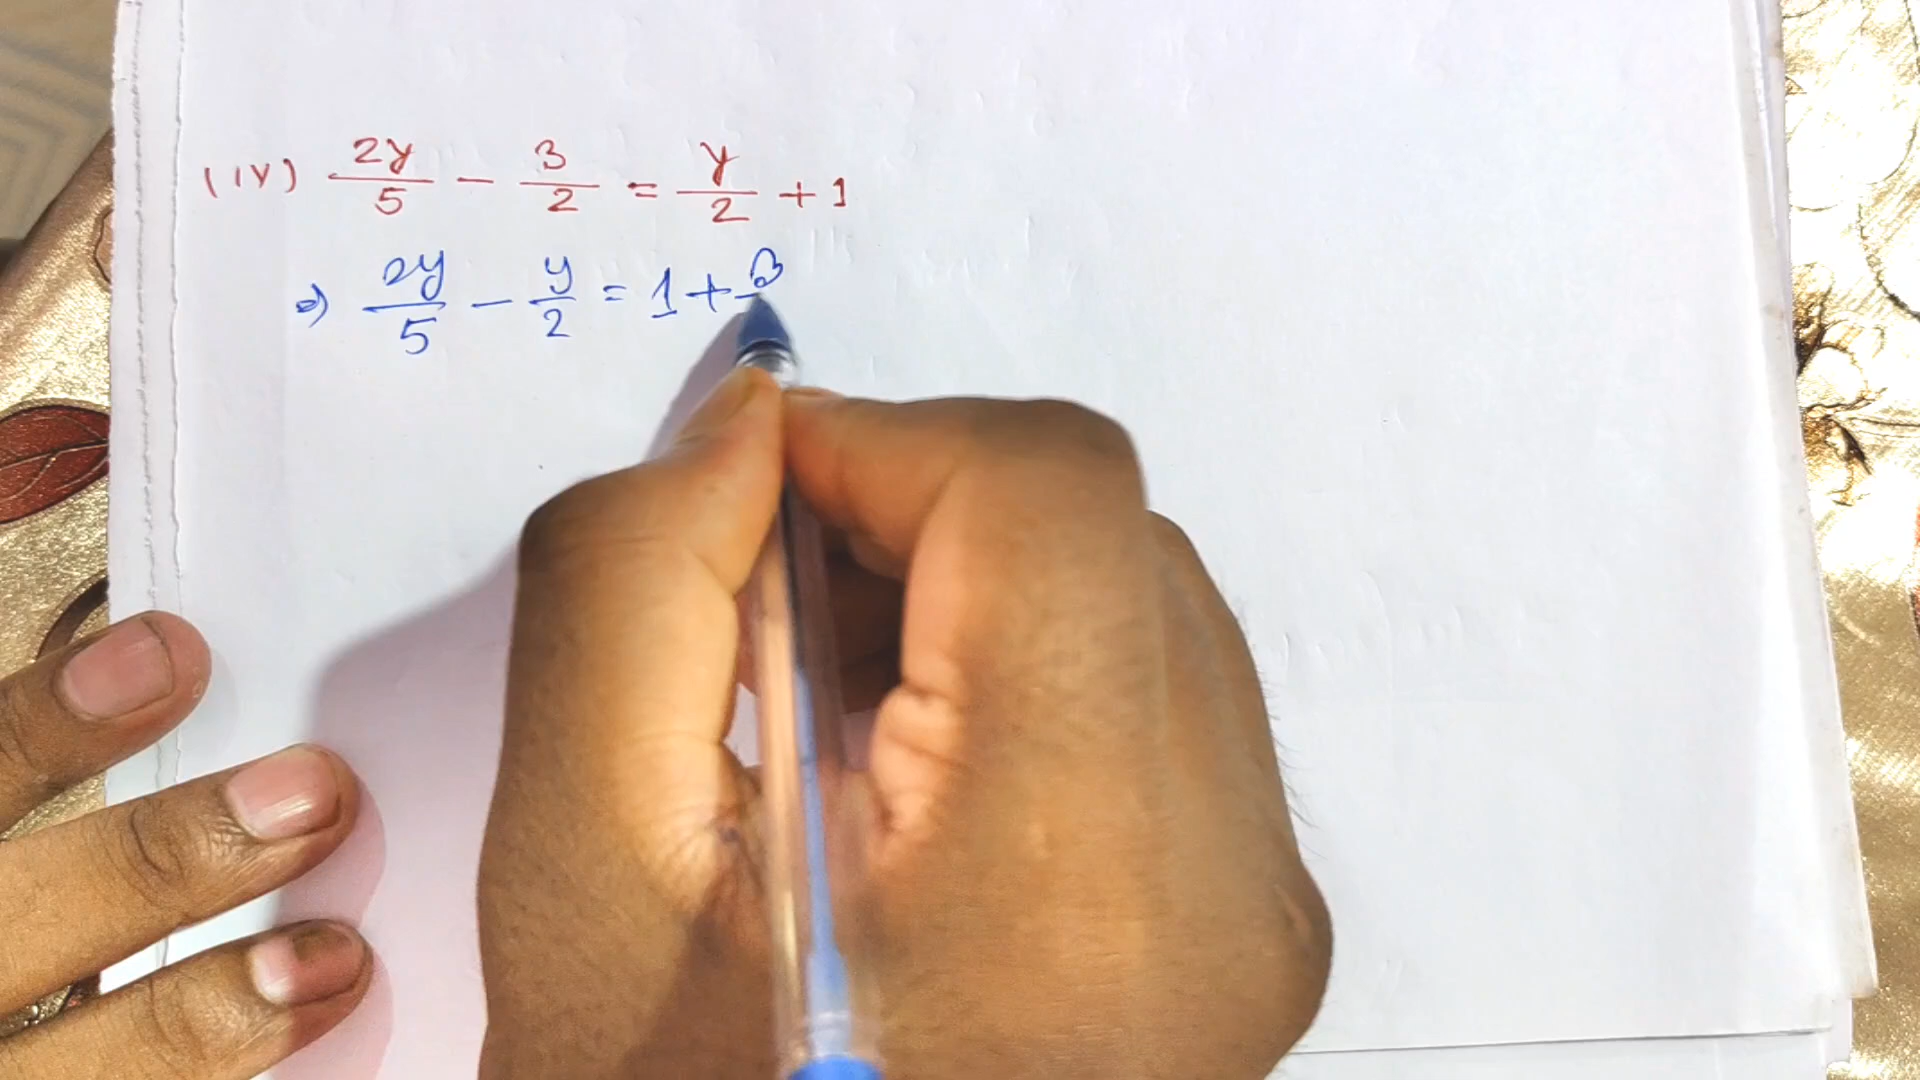 (IV) 2y/5 - 3/2 = y/2 + 1
⇒) 2y/5 - y/2 = 1 + 3/